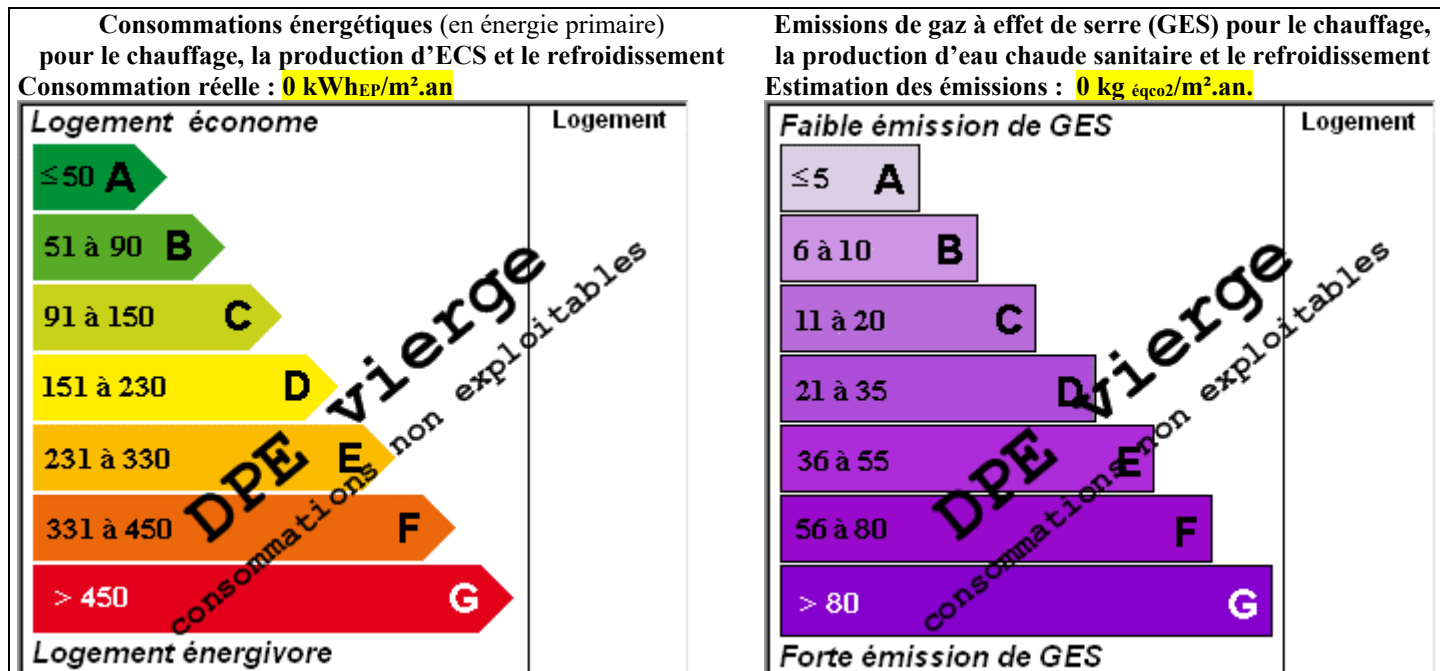 Consommations énergétiques (en énergie primaire)
pour le chauffage, la production d’ECS et le refroidissement
Consommation réelle : 0 kWhEP/m².an
Logement économe
Logement
≤50 A
51 à 90 B
91 à 150 C
151 à 230 D
231 à 330 E
331 à 450 F
> 450 G
Logement énergivore
DPE vierge
consommations non exploitables
Emissions de gaz à effet de serre (GES) pour le chauffage,
la production d’eau chaude sanitaire et le refroidissement
Estimation des émissions : 0 kg éqco2/m².an.
Faible émission de GES
Logement
≤5 A
6 à 10 B
11 à 20 C
21 à 35 D
36 à 55 E
56 à 80 F
> 80 G
Forte émission de GES
DPE vierge
consommations non exploitables